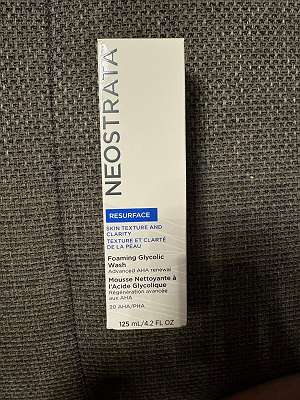 NEOSTRATA
RESURFACE
SKIN TEXTURE AND
CLARITY
TEXTURE ET CLARTÉ
DE LA PEAU
Foaming Glycolic
Wash
Advanced AHA renewal
Mousse Nettoyante à
l'Acide Glycolique
Régénération avancée
aux AHA
20 AHA/PHA
125 mL/4.2 FL OZ